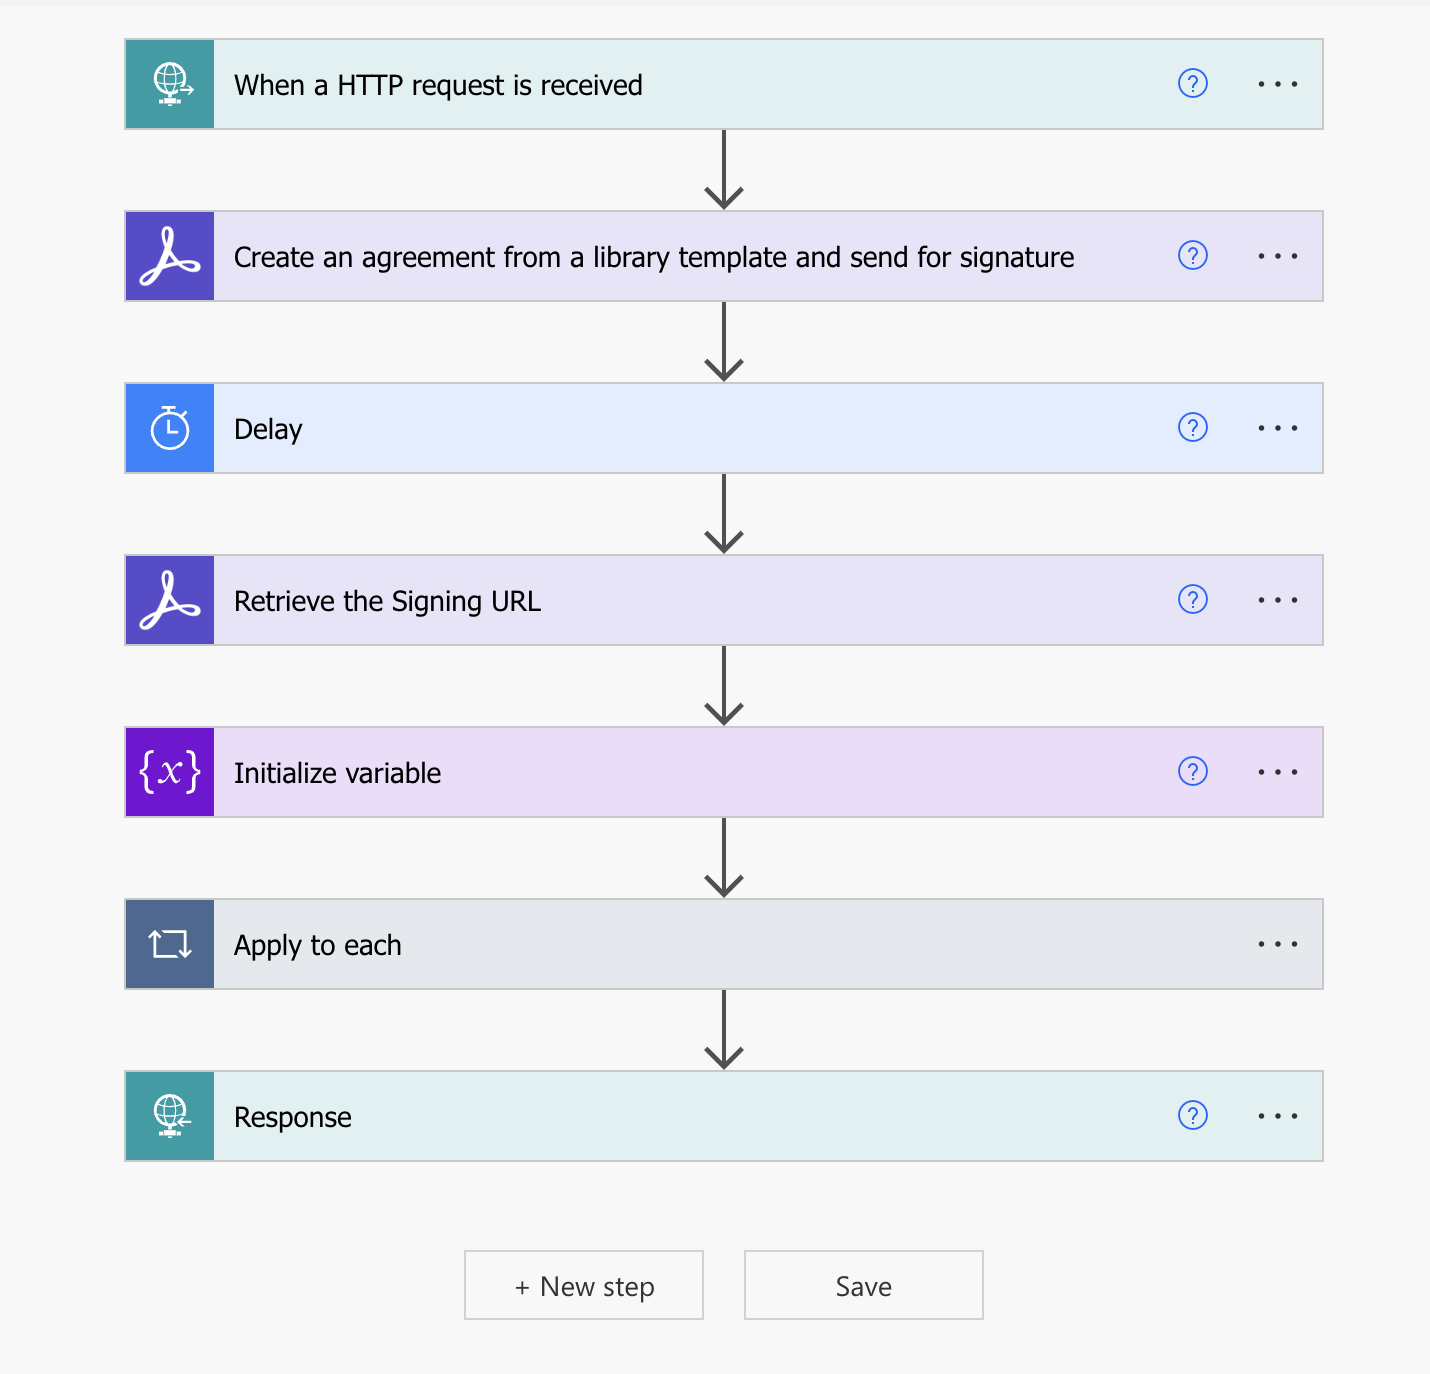 When a HTTP request is received
Create an agreement from a library template and send for signature
Delay
Retrieve the Signing URL
{x} Initialize variable
Apply to each
Response
+ New step
Save